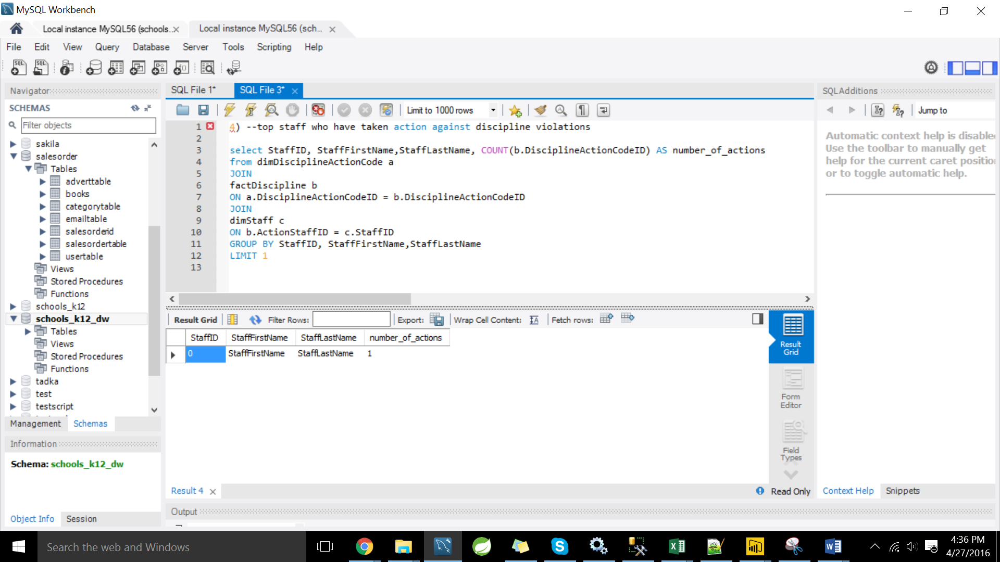 MySQL Workbench
Local instance MySQL56 (schools...
Local instance MySQL56 (sch...
File Edit View Query Database Server Tools Scripting Help
Navigator
SCHEMAS
Filter objects
sakila
salesorder
Tables
adverttable
books
categorytable
emailtable
salesorderid
salesordertable
usertable
Views
Stored Procedures
Functions
schools_k12
schools_k12_dw
Tables
Views
Stored Procedures
Functions
tadka
test
testscript
Management Schemas
Information
Schema: schools_k12_dw
Object Info Session
SQL File 1* SQL File 3*
Limit to 1000 rows
1 4) --top staff who have taken action against discipline violations
2
3 select StaffID, StaffFirstName,StaffLastName, COUNT(b.DisciplineActionCodeID) AS number_of_actions
4 from dimDisciplineActionCode a
5 JOIN
6 factDiscipline b
7 ON a.DisciplineActionCodeID = b.DisciplineActionCodeID
8 JOIN
9 dimStaff c
10 ON b.ActionStaffID = c.StaffID
11 GROUP BY StaffID, StaffFirstName,StaffLastName
12 LIMIT 1
13
Result Grid Filter Rows: Export: Wrap Cell Content: Fetch rows:
StaffID StaffFirstName StaffLastName number_of_actions
0 StaffFirstName StaffLastName 1
Result
Grid
Form
Editor
Field
Types
Result 4
Read Only
Output
SQLAdditions
Jump to
Automatic context help is disable
Use the toolbar to manually get
help for the current caret position
or to toggle automatic help.
Context Help Snippets
Search the web and Windows
4:36 PM
4/27/2016